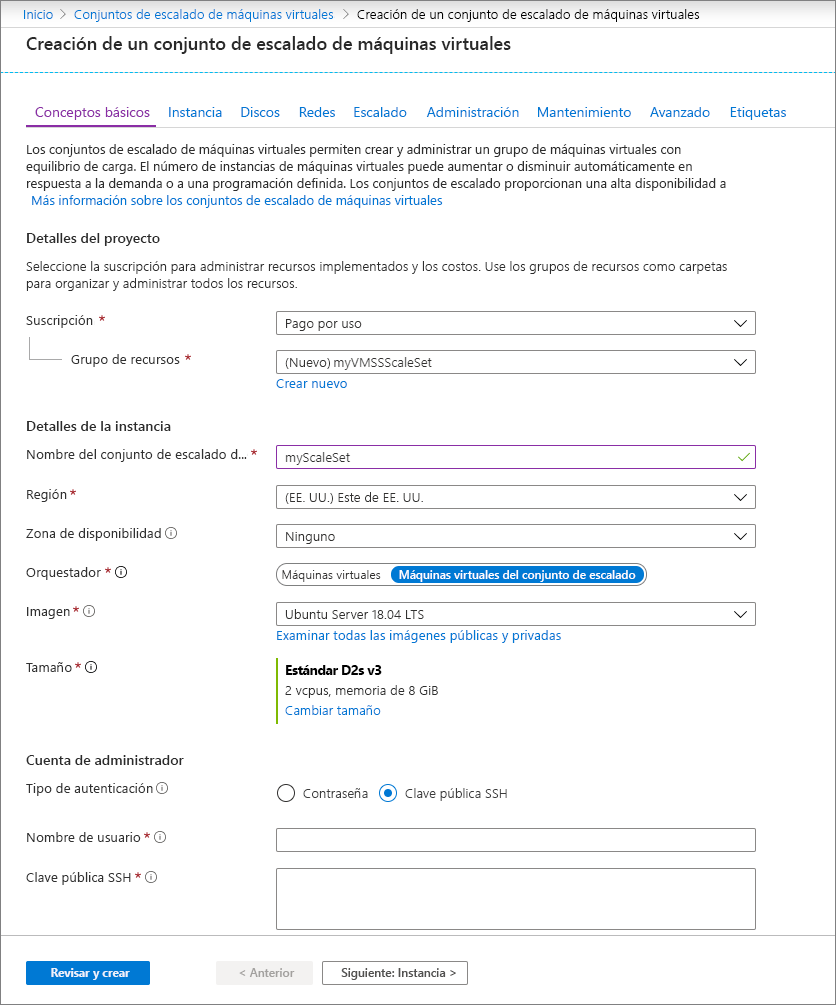 Inicio > Conjuntos de escalado de máquinas virtuales > Creación de un conjunto de escalado de máquinas virtuales
Creación de un conjunto de escalado de máquinas virtuales
Conceptos básicos Instancia Discos Redes Escalado Administración Mantenimiento Avanzado Etiquetas
Los conjuntos de escalado de máquinas virtuales permiten crear y administrar un grupo de máquinas virtuales con
equilibrio de carga. El número de instancias de máquinas virtuales puede aumentar o disminuir automáticamente en
respuesta a la demanda o a una programación definida. Los conjuntos de escalado proporcionan una alta disponibilidad a
Más información sobre los conjuntos de escalado de máquinas virtuales
Detalles del proyecto
Seleccione la suscripción para administrar recursos implementados y los costos. Use los grupos de recursos como carpetas
para organizar y administrar todos los recursos.
Suscripción * Pago por uso
Grupo de recursos * (Nuevo) myVMSSScaleSet
Crear nuevo
Detalles de la instancia
Nombre del conjunto de escalado d... * myScaleSet
Región * (EE. UU.) Este de EE. UU.
Zona de disponibilidad Ninguno
Orquestador * Máquinas virtuales Máquinas virtuales del conjunto de escalado
Imagen * Ubuntu Server 18.04 LTS
Examinar todas las imágenes públicas y privadas
Tamaño * Estándar D2s v3
2 vcpus, memoria de 8 GiB
Cambiar tamaño
Cuenta de administrador
Tipo de autenticación Contraseña Clave pública SSH
Nombre de usuario *
Clave pública SSH *
Revisar y crear < Anterior Siguiente: Instancia >